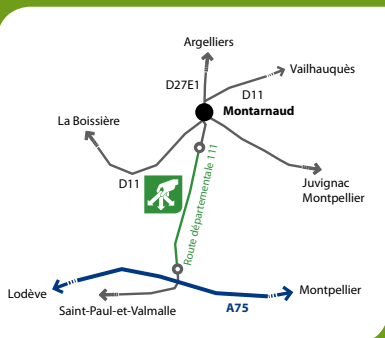 Argelliers
Vailhauquès
D27E1
D11
Montarnaud
La Boissière
D11
Route départementale 111
Juvignac
Montpellier
Lodève
Montpellier
Saint-Paul-et-Valmalle
A75